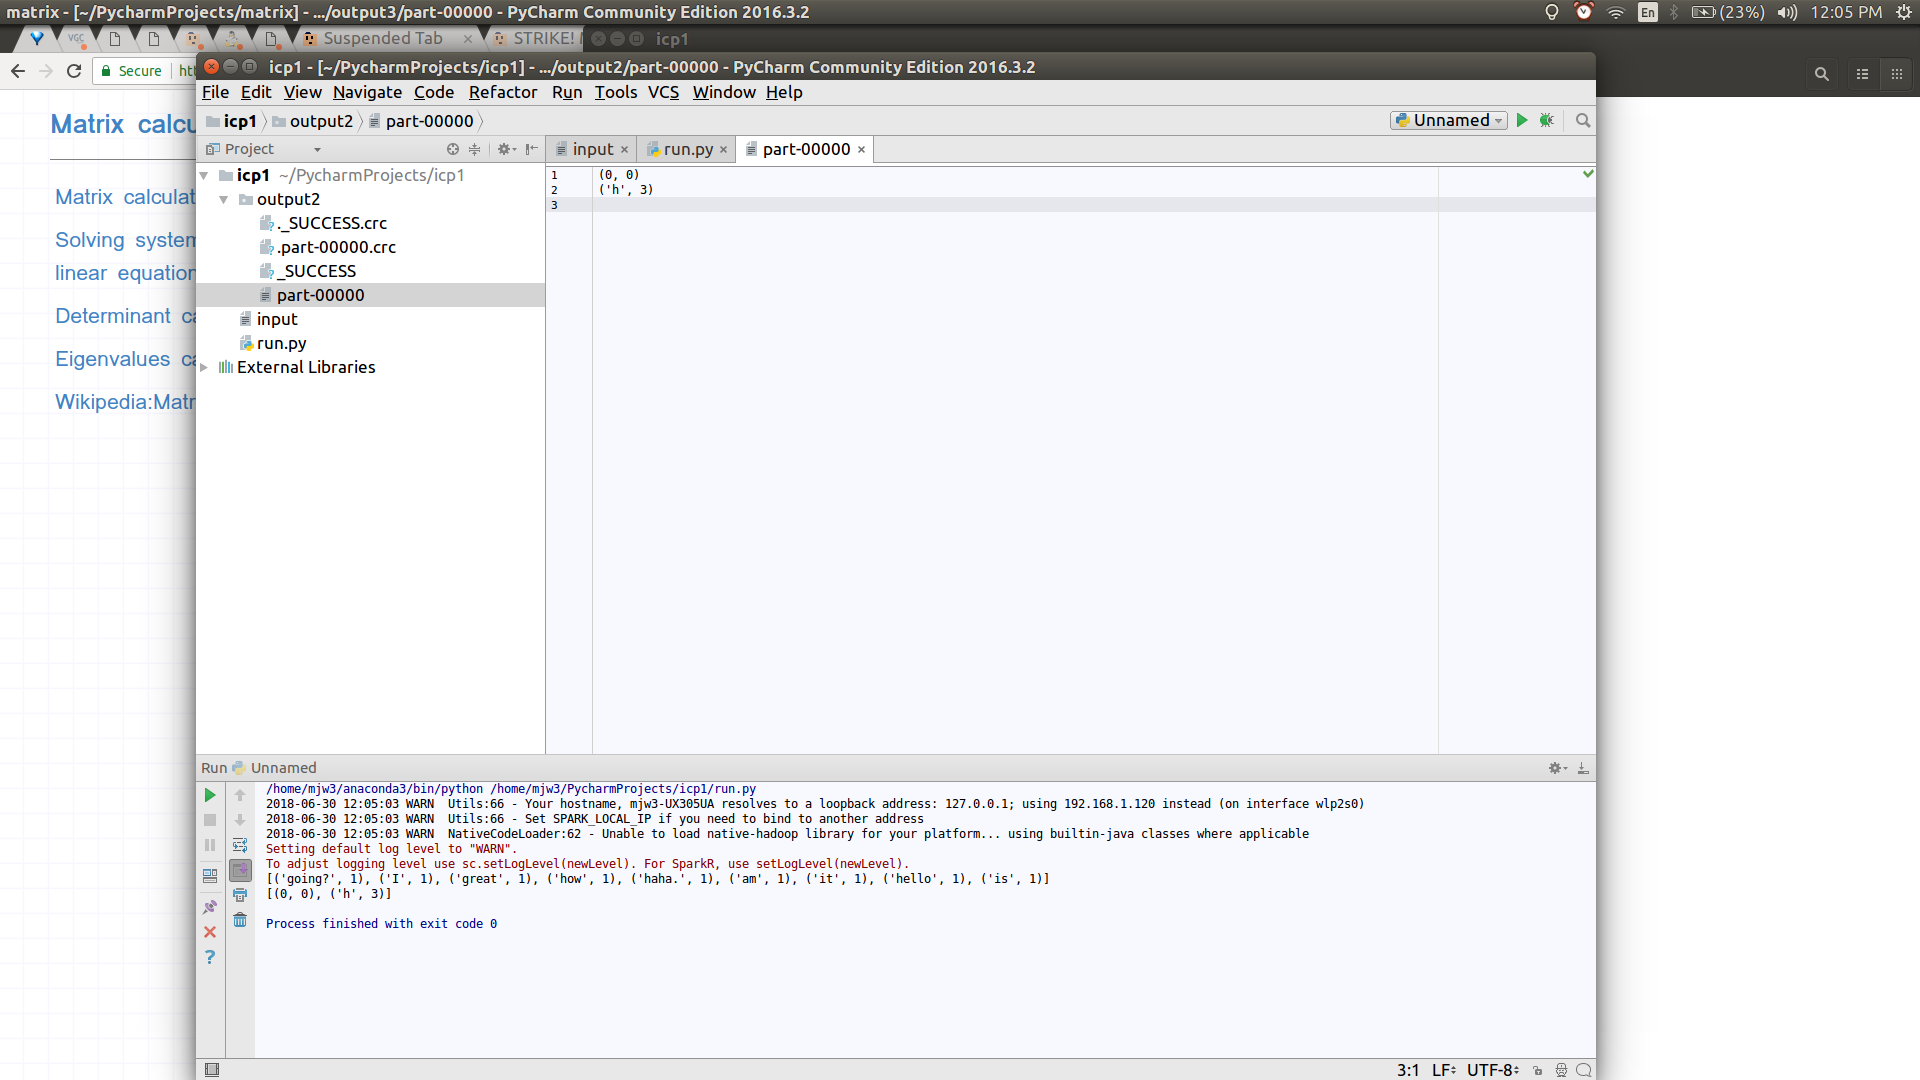 matrix - [~/PycharmProjects/matrix] - .../output3/part-00000 - PyCharm Community Edition 2016.3.2
En (23%) 12:05 PM
VGC Suspended Tab × STRIKE! icp1
Secure
icp1 - [~/PycharmProjects/icp1] - .../output2/part-00000 - PyCharm Community Edition 2016.3.2
File Edit View Navigate Code Refactor Run Tools VCS Window Help
icp1 output2 part-00000
Unnamed
Matrix
Project
input × run.py × part-00000 ×
icp1 ~/PycharmProjects/icp1
output2
._SUCCESS.crc
.part-00000.crc
_SUCCESS
part-00000
input
run.py
External Libraries
1 (0, 0)
2 ('h', 3)
3
Matrix
Solving
linear
Determinant
Eigenvalues
Run Unnamed
/home/mjw3/anaconda3/bin/python /home/mjw3/PycharmProjects/icp1/run.py
2018-06-30 12:05:03 WARN  Utils:66 - Your hostname, mjw3-UX305UA resolves to a loopback address: 127.0.0.1; using 192.168.1.120 instead (on interface wlp2s0)
2018-06-30 12:05:03 WARN  Utils:66 - Set SPARK_LOCAL_IP if you need to bind to another address
2018-06-30 12:05:03 WARN  NativeCodeLoader:62 - Unable to load native-hadoop library for your platform... using builtin-java classes where applicable
Setting default log level to "WARN".
To adjust logging level use sc.setLogLevel(newLevel). For SparkR, use setLogLevel(newLevel).
[('going?', 1), ('I', 1), ('great', 1), ('how', 1), ('haha.', 1), ('am', 1), ('it', 1), ('hello', 1), ('is', 1)]
[(0, 0), ('h', 3)]
Process finished with exit code 0
3:1 LF UTF-8